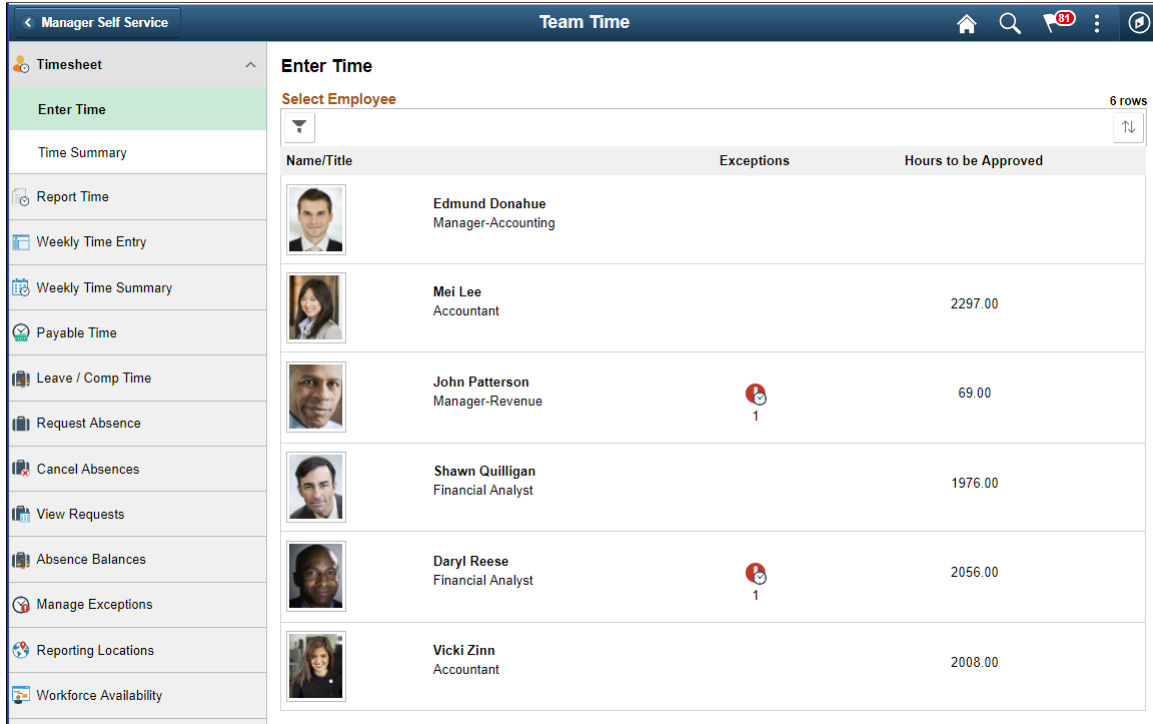 Manager Self Service
Team Time
81
Timesheet
Enter Time
Time Summary
Report Time
Weekly Time Entry
Weekly Time Summary
Payable Time
Leave / Comp Time
Request Absence
Cancel Absences
View Requests
Absence Balances
Manage Exceptions
Reporting Locations
Workforce Availability
Enter Time
Select Employee
6 rows
Name/Title Exceptions Hours to be Approved
Edmund Donahue
Manager-Accounting
Mei Lee
Accountant
2297.00
John Patterson
Manager-Revenue
1
69.00
Shawn Quilligan
Financial Analyst
1976.00
Daryl Reese
Financial Analyst
1
2056.00
Vicki Zinn
Accountant
2008.00